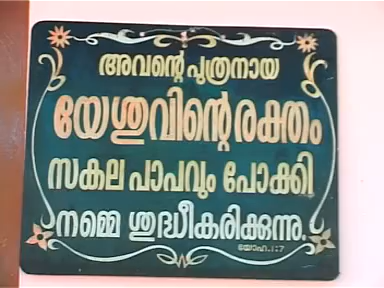 അവന്റെ പുത്രനായ
യേശുവിന്റെ രക്തം
സകല പാപവും പോക്കി
നമ്മെ ശുദ്ധീകരിക്കുന്നു.
യോഹ.1:7